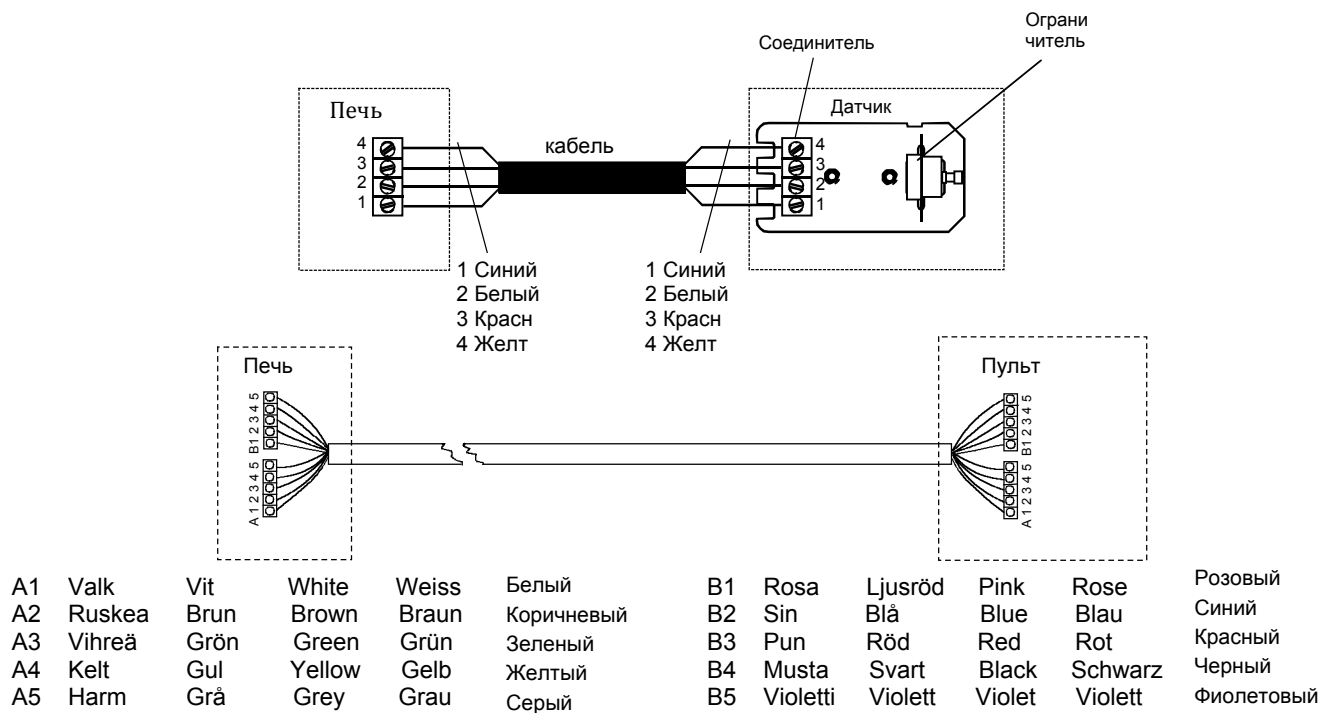 Ограни
читель
Соединитель
Печь
Датчик
кабель
4
3
2
1
4
3
2
1
1 Синий
2 Белый
3 Красн
4 Желт
1 Синий
2 Белый
3 Красн
4 Желт
Печь
Пульт
A 1 2 3 4 5 B 1 2 3 4 5
A 1 2 3 4 5 B 1 2 3 4 5
A1 Valk Vit White Weiss Белый
A2 Ruskea Brun Brown Braun Коричневый
A3 Vihreä Grön Green Grün Зеленый
A4 Kelt Gul Yellow Gelb Желтый
A5 Harm Grå Grey Grau Серый
B1 Rosa Ljusröd Pink Rose Розовый
B2 Sin Blå Blue Blau Синий
B3 Pun Röd Red Rot Красный
B4 Musta Svart Black Schwarz Черный
B5 Violetti Violett Violet Violett Фиолетовый